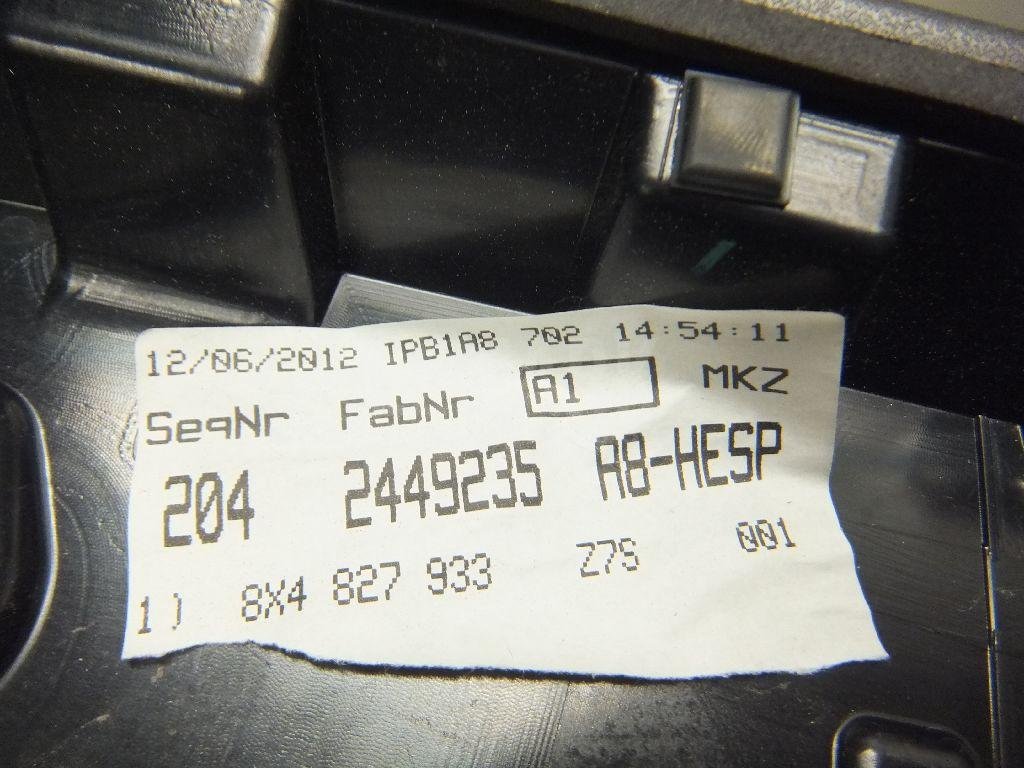 12/06/2012 IPB1A8 702 14:54:11
SeqNr FabNr A1 MKZ
204 2449235 A8-HESP
1) 8X4 827 933 Z7S 001